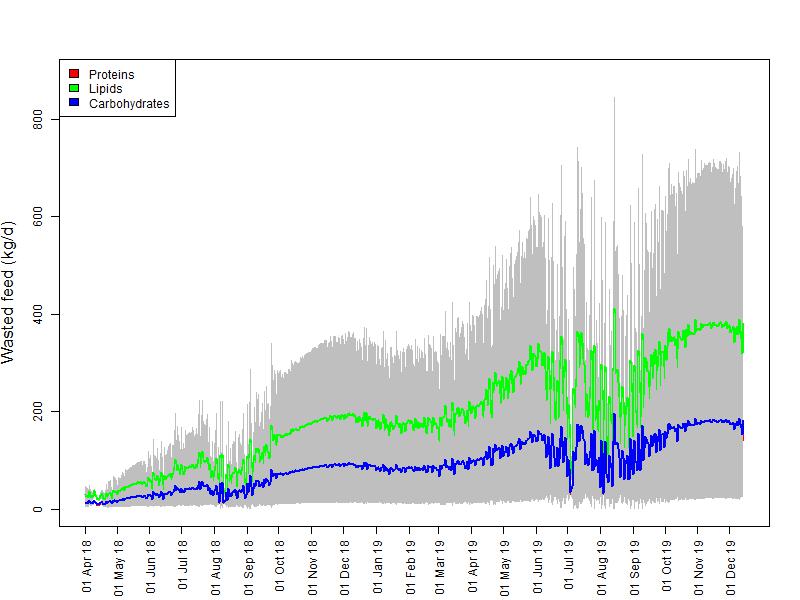 Proteins
Lipids
Carbohydrates
Wasted feed (kg/d)
800
600
400
200
0
01 Apr 18
01 May 18
01 Jun 18
01 Jul 18
01 Aug 18
01 Sep 18
01 Oct 18
01 Nov 18
01 Dec 18
01 Jan 19
01 Feb 19
01 Mar 19
01 Apr 19
01 May 19
01 Jun 19
01 Jul 19
01 Aug 19
01 Sep 19
01 Oct 19
01 Nov 19
01 Dec 19